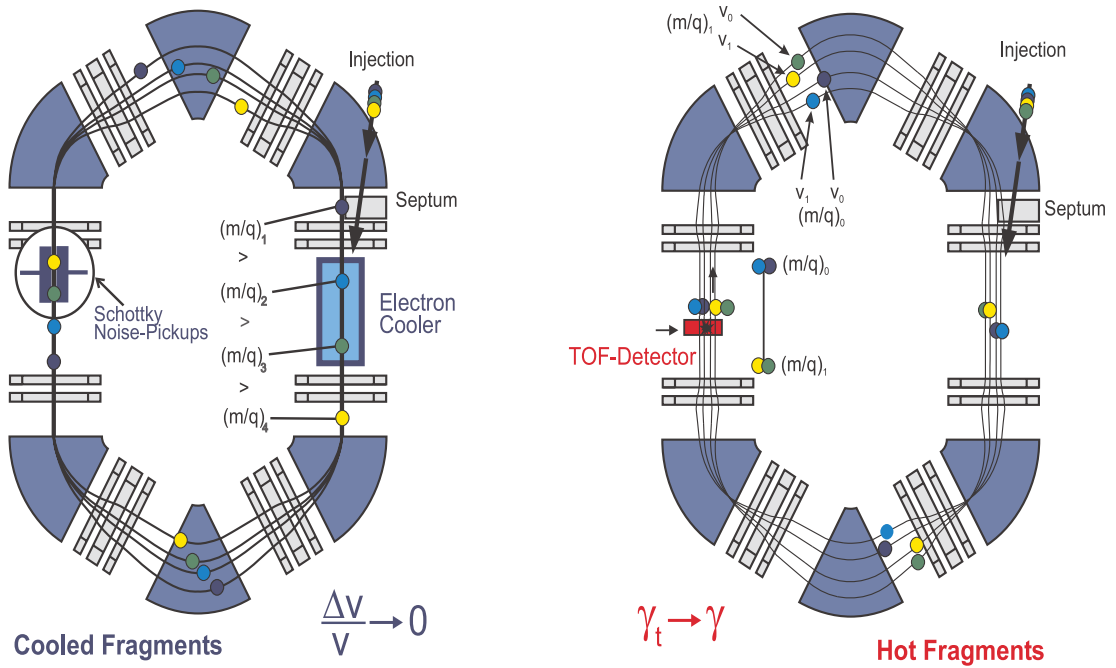 Injection
Septum
(m/q)₁
>
(m/q)₂
>
(m/q)₃
>
(m/q)₄
Electron
Cooler
Schottky
Noise-Pickups
Cooled Fragments
Δv/v → 0
v₀
(m/q)₁
v₁
Injection
v₁
v₀
(m/q)₀
Septum
(m/q)₀
TOF-Detector
(m/q)₁
γt → γ
Hot Fragments